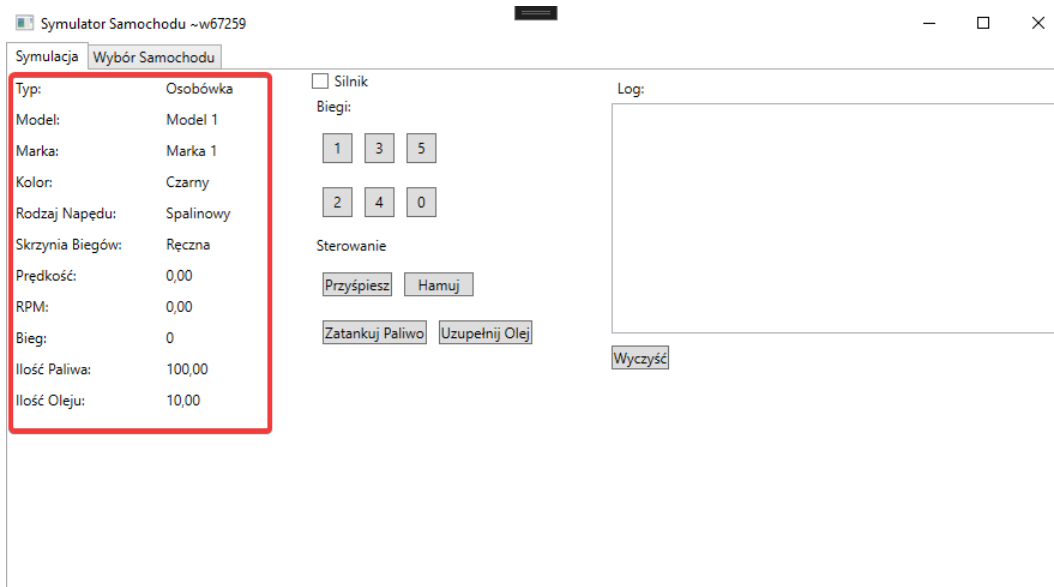 Symulator Samochodu ~w67259
Symulacja
Wybór Samochodu
Typ: Osobówka
Model: Model 1
Marka: Marka 1
Kolor: Czarny
Rodzaj Napędu: Spalinowy
Skrzynia Biegów: Ręczna
Prędkość: 0,00
RPM: 0,00
Bieg: 0
Ilość Paliwa: 100,00
Ilość Oleju: 10,00
Silnik
Biegi:
1 3 5
2 4 0
Sterowanie
Przyśpiesz Hamuj
Zatankuj Paliwo Uzupełnij Olej
Log:
Wyczyść